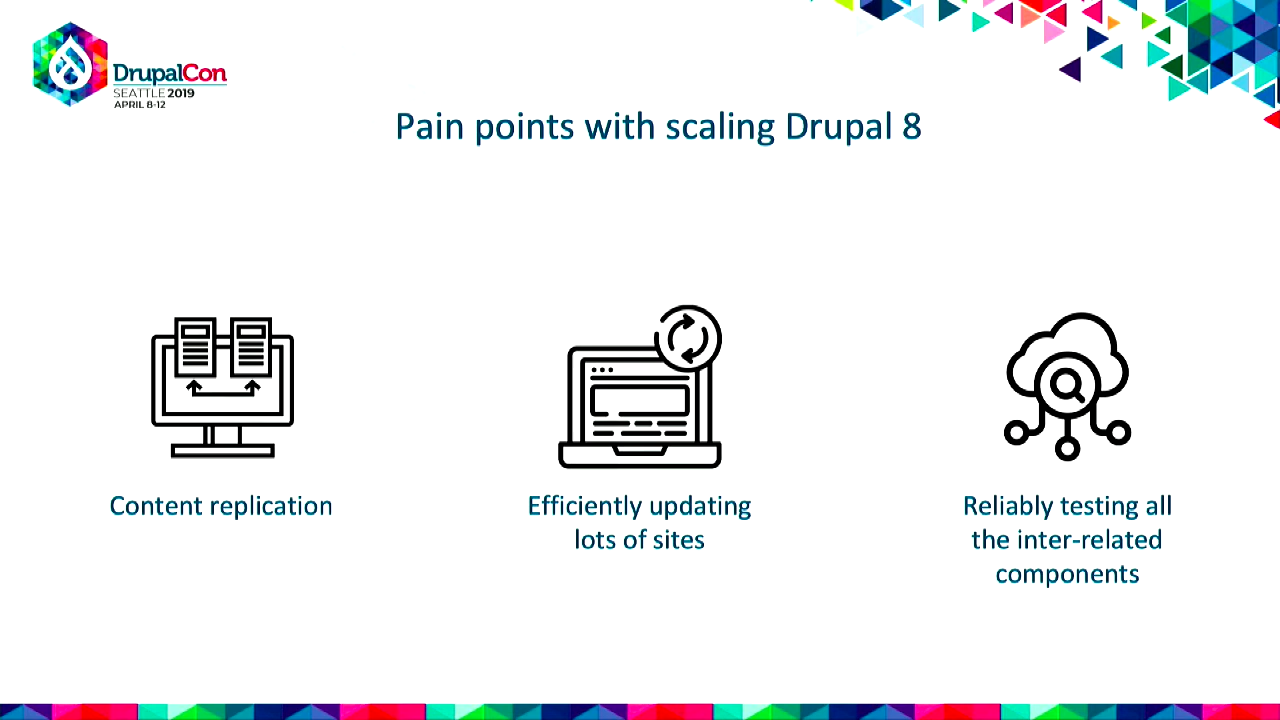 DrupalCon
SEATTLE 2019
APRIL 8-12
Pain points with scaling Drupal 8
Content replication
Efficiently updating
lots of sites
Reliably testing all
the inter-related
components